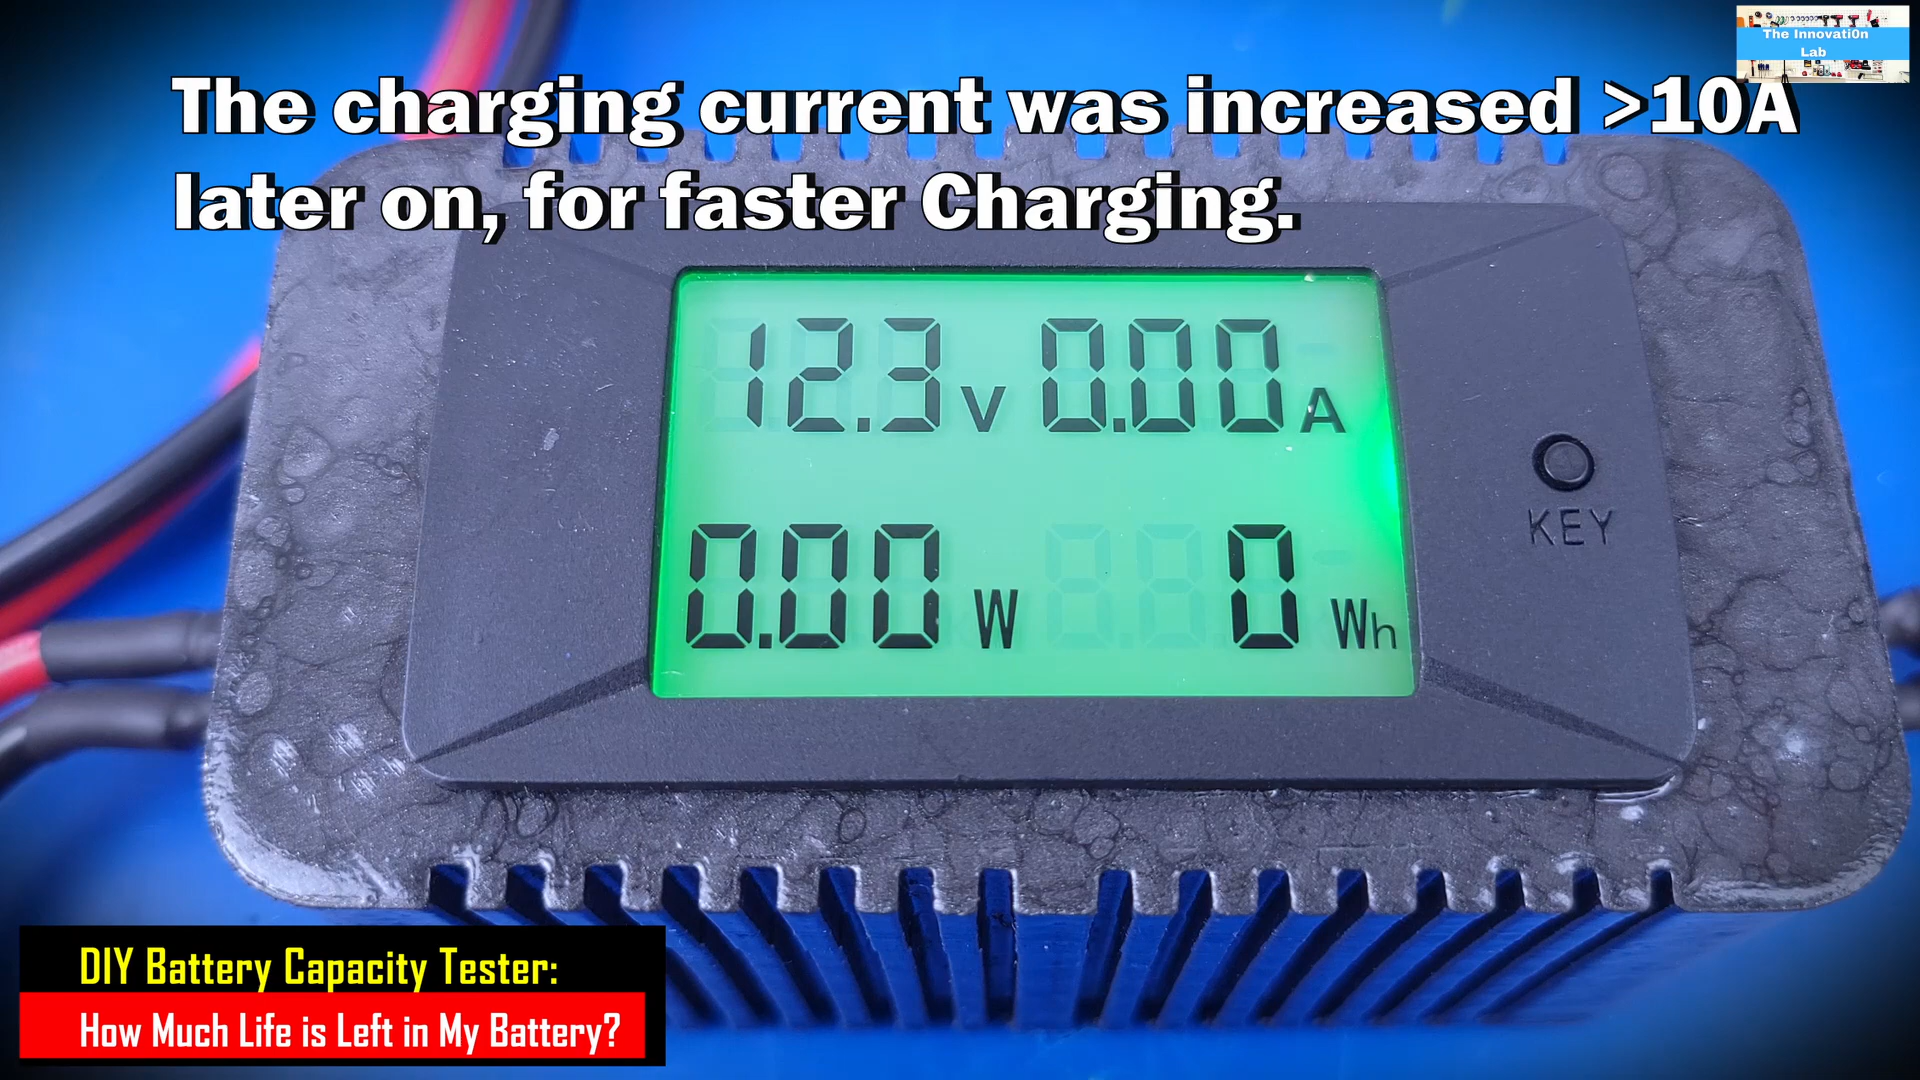 The Innovati0n
Lab
The charging current was increased >10A
later on, for faster Charging.
12.3 V 0.00 A
KEY
0.00 W 0 Wh
DIY Battery Capacity Tester:
How Much Life is Left in My Battery?